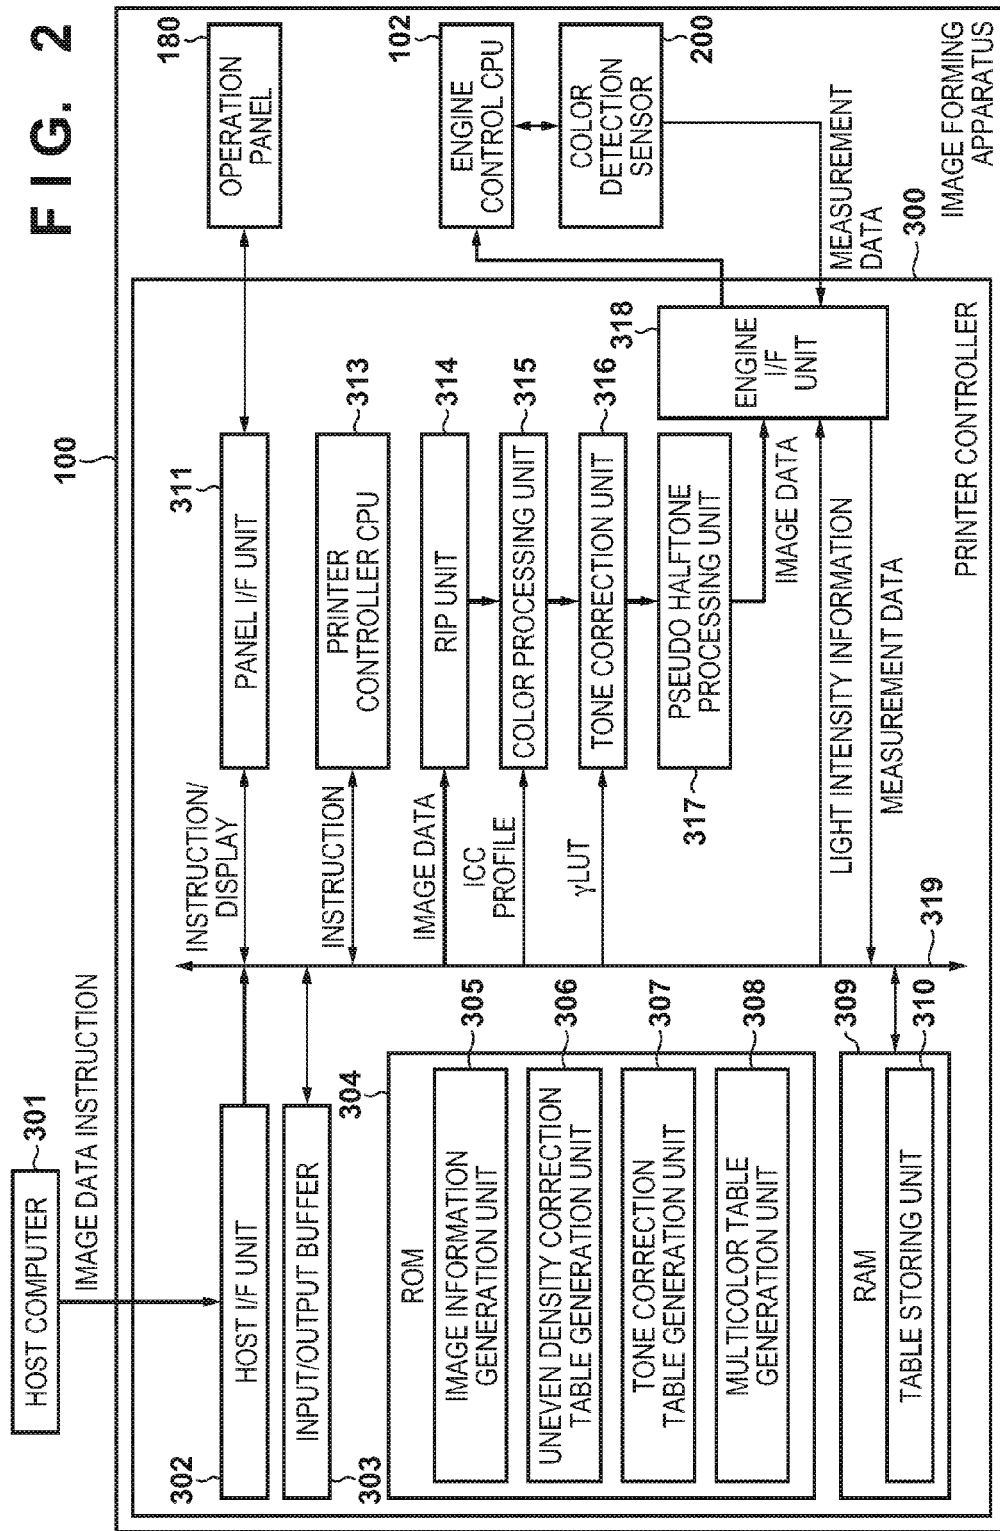 FIG. 2
HOST COMPUTER
301
IMAGE DATA INSTRUCTION
100
302
HOST I/F UNIT
INPUT/OUTPUT BUFFER
303
304
ROM
IMAGE INFORMATION
GENERATION UNIT
305
UNEVEN DENSITY CORRECTION
TABLE GENERATION UNIT
306
TONE CORRECTION
TABLE GENERATION UNIT
307
MULTICOLOR TABLE
GENERATION UNIT
308
RAM
309
TABLE STORING UNIT
310
319
INSTRUCTION/
DISPLAY
INSTRUCTION
IMAGE DATA
ICC
PROFILE
γLUT
311
PANEL I/F UNIT
PRINTER
CONTROLLER CPU
313
RIP UNIT
314
COLOR PROCESSING UNIT
315
TONE CORRECTION UNIT
316
PSEUDO HALFTONE
PROCESSING UNIT
317
IMAGE DATA
LIGHT INTENSITY INFORMATION
MEASUREMENT DATA
318
ENGINE
I/F
UNIT
PRINTER CONTROLLER
300
180
OPERATION
PANEL
102
ENGINE
CONTROL CPU
200
COLOR
DETECTION
SENSOR
MEASUREMENT
DATA
IMAGE FORMING
APPARATUS